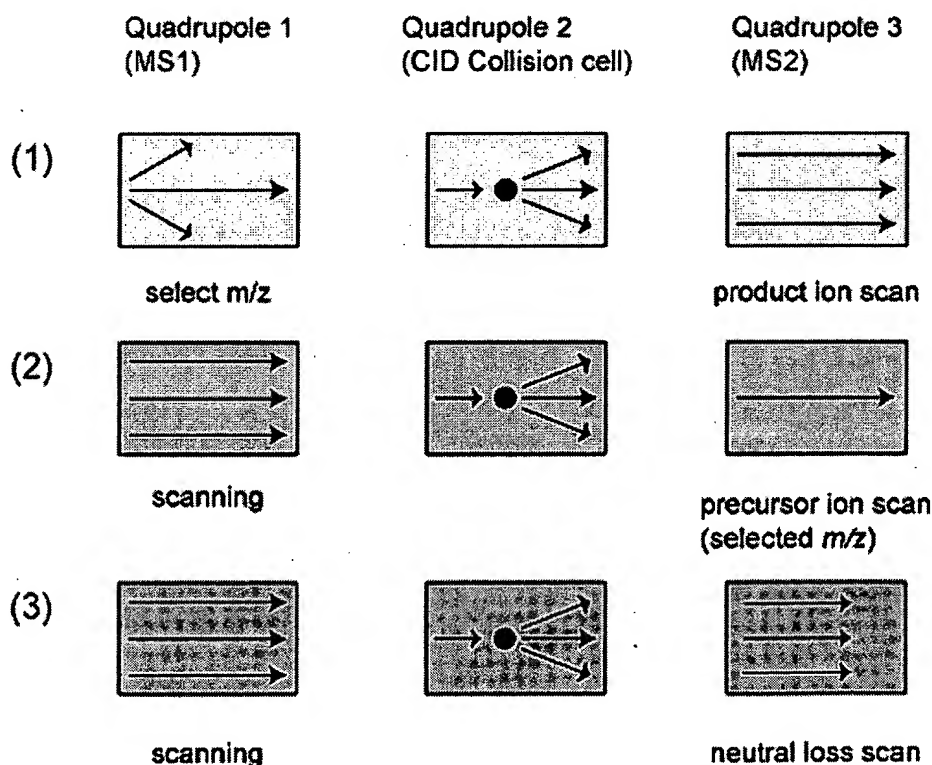 Quadrupole 1
(MS1)
Quadrupole 2
(CID Collision cell)
Quadrupole 3
(MS2)
(1)
select m/z
product ion scan
(2)
scanning
precursor ion scan
(selected m/z)
(3)
scanning
neutral loss scan